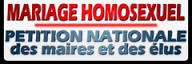 MARIAGE HOMOSEXUEL
PETITION NATIONALE
des maires et des élus